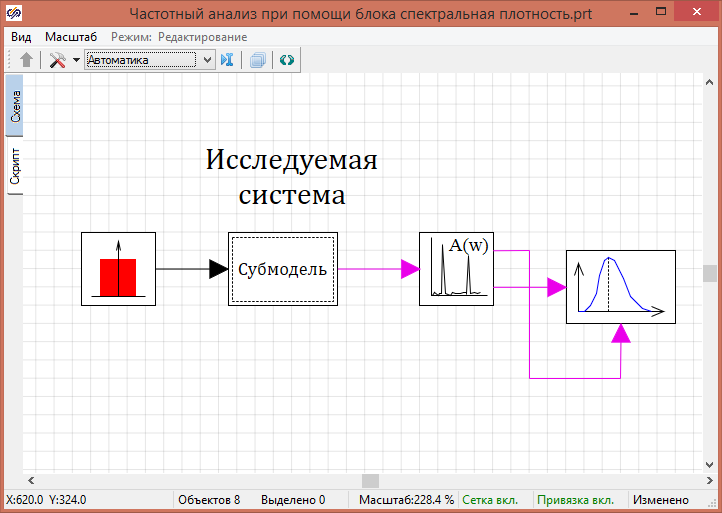 Частотный анализ при помощи блока спектральная плотность.prt
Вид Масштаб Режим: Редактирование
Автоматика
Схема
Скрипт
Исследуемая
система
Субмодель
A(w)
X:620.0 Y:324.0 Объектов 8 Выделено 0 Масштаб:228.4 % Сетка вкл. Привязка вкл. Изменено